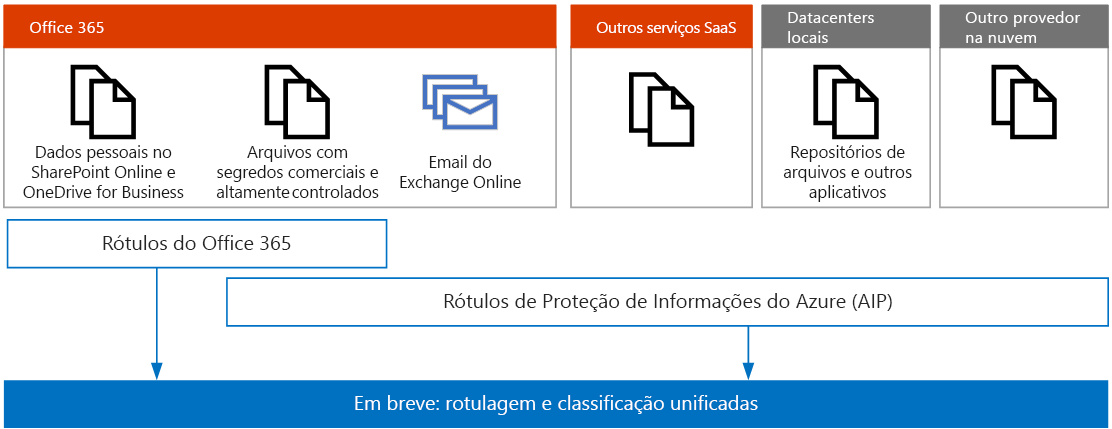 Office 365
Outros serviços SaaS
Datacenters
locais
Outro provedor
na nuvem
Dados pessoais no
SharePoint Online e
OneDrive for Business
Arquivos com
segredos comerciais e
altamente controlados
Email do
Exchange Online
Repositórios de
arquivos e outros
aplicativos
Rótulos do Office 365
Rótulos de Proteção de Informações do Azure (AIP)
Em breve: rotulagem e classificação unificadas